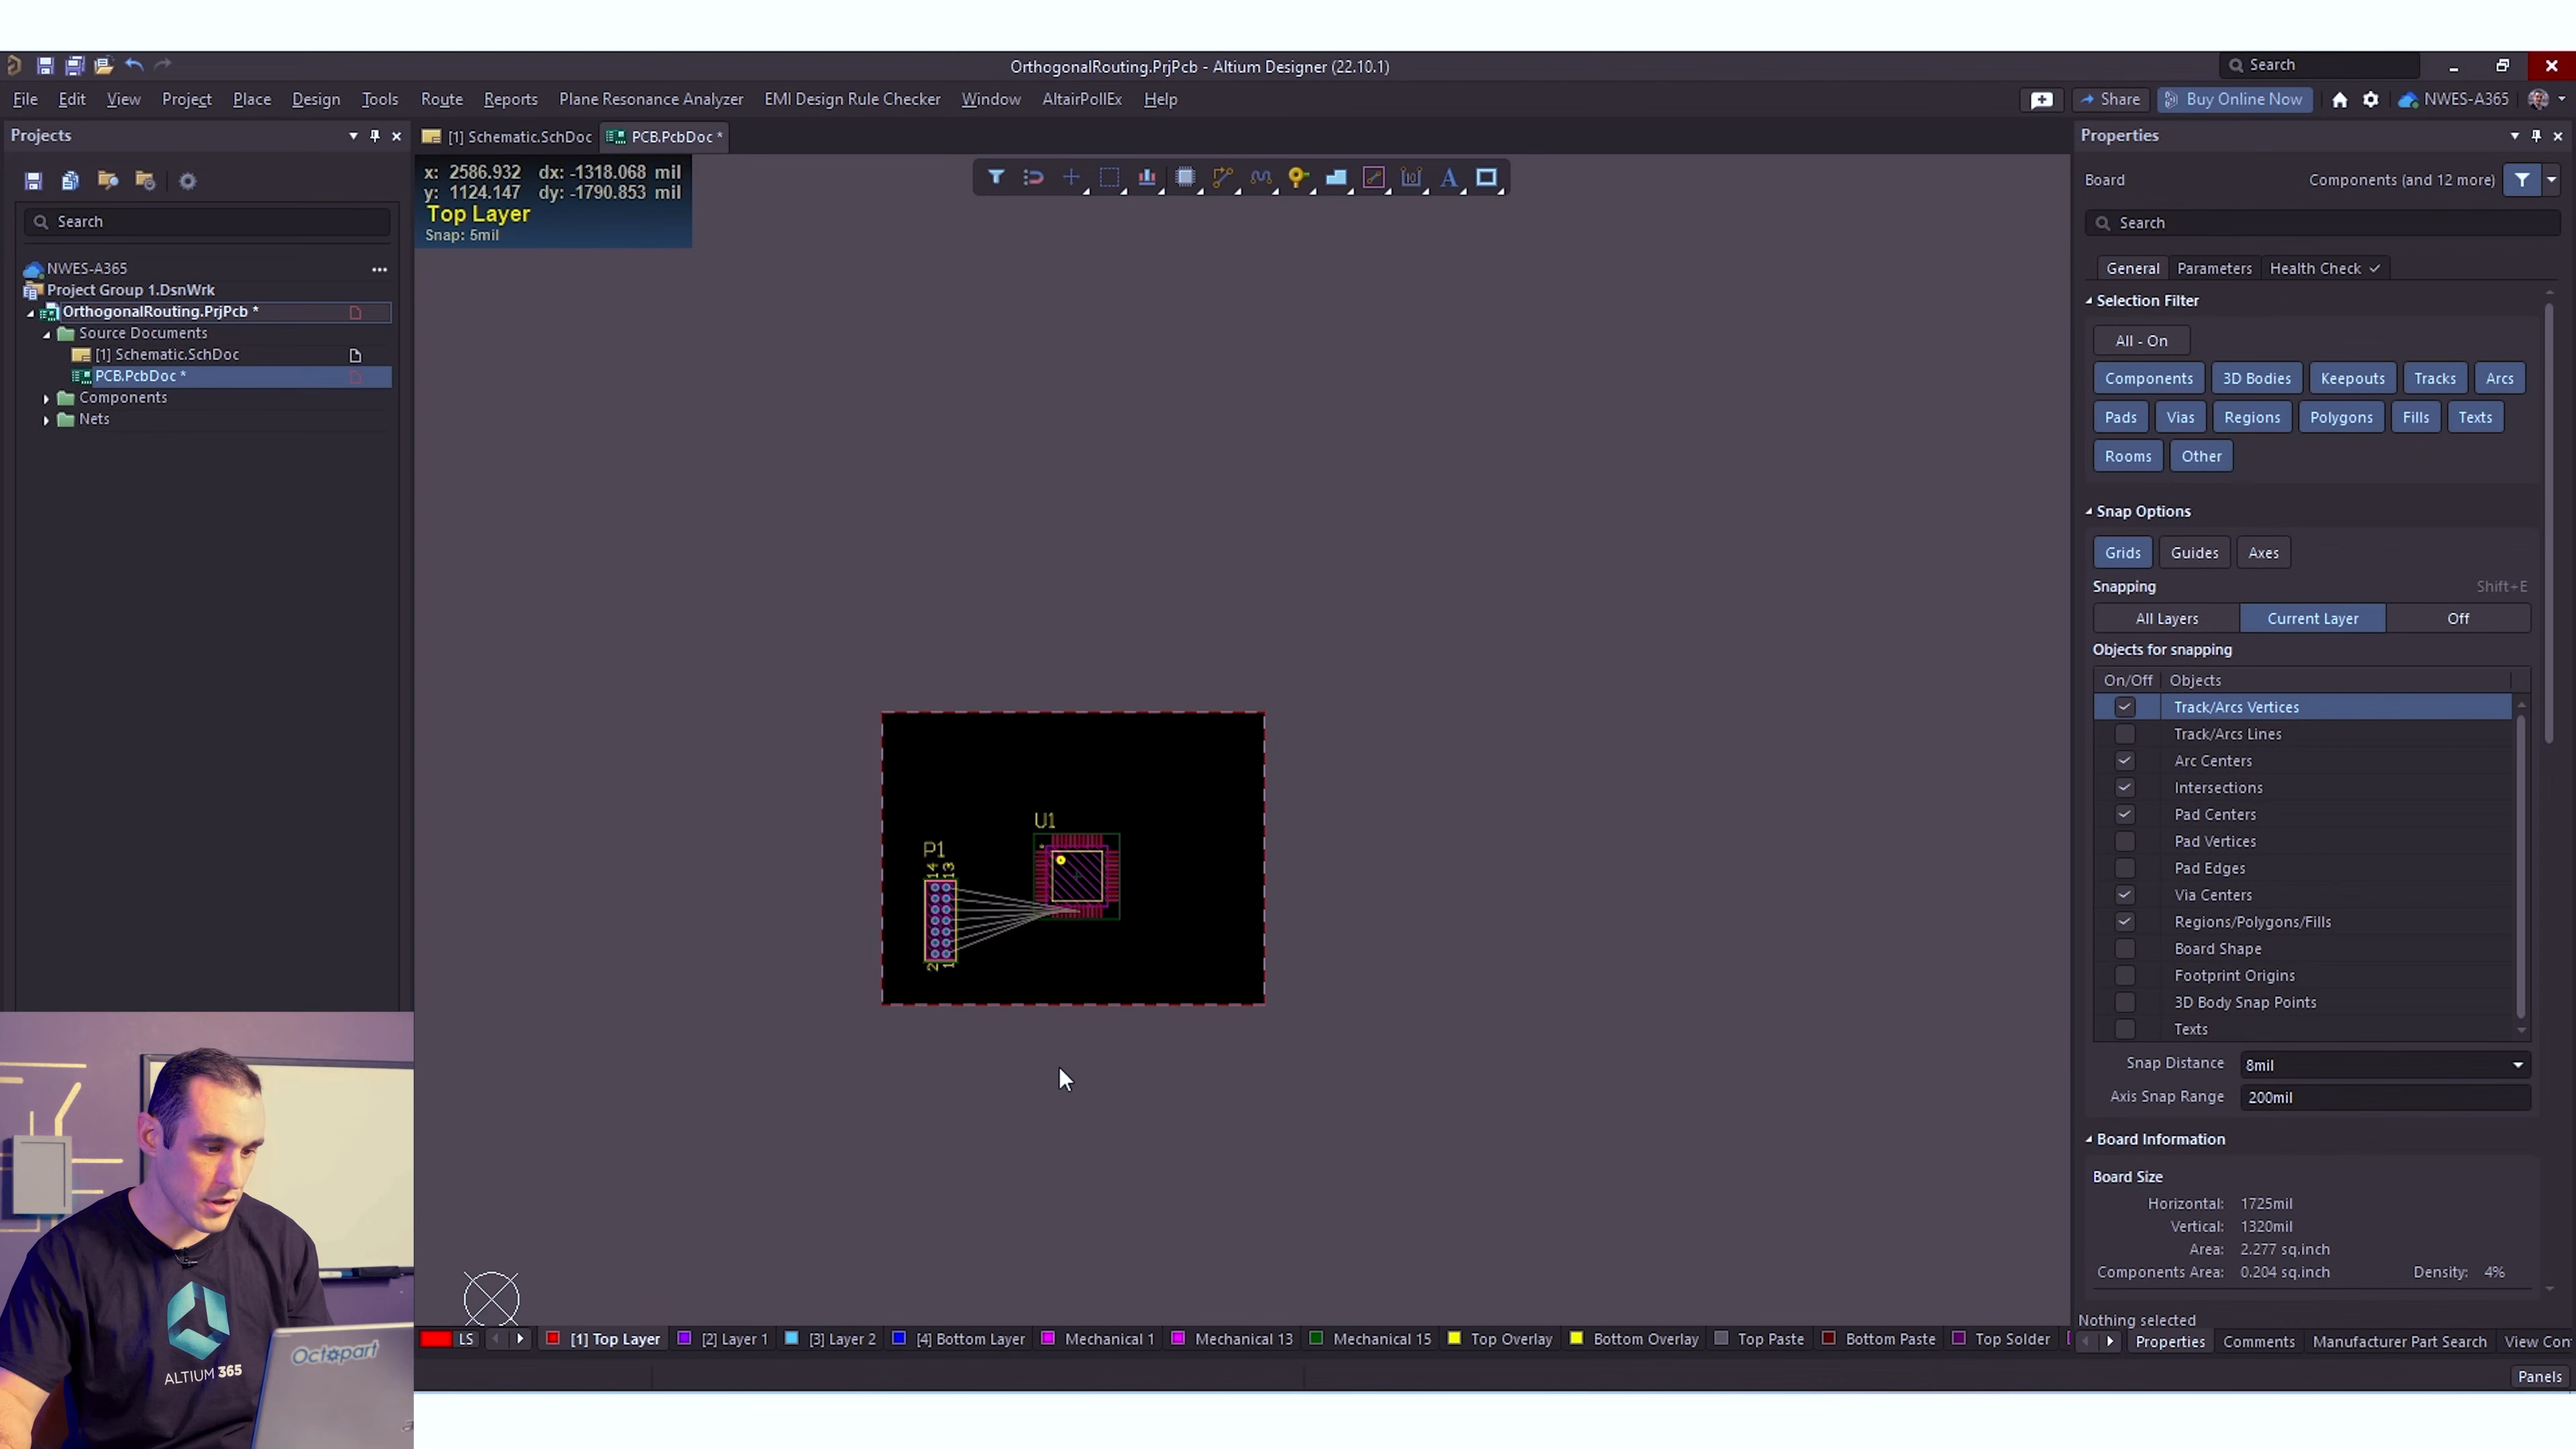 OrthogonalRouting.PrjPcb - Altium Designer (22.10.1)
Search
File Edit View Project Place Design Tools Route Reports Plane Resonance Analyzer EMI Design Rule Checker Window AltairPollEx Help
Share Buy Online Now NWES-A365
Projects
[1] Schematic.SchDoc PCB.PcbDoc *
Search
NWES-A365
Project Group 1.DsnWrk
OrthogonalRouting.PrjPcb *
Source Documents
[1] Schematic.SchDoc
PCB.PcbDoc *
Components
Nets
x: 2586.932 dx: -1318.068 mil
y: 1124.147 dy: -1790.853 mil
Top Layer
Snap: 5mil
U1
P1
14 13
2 1
Properties
Board Components (and 12 more)
Search
General Parameters Health Check
Selection Filter
All - On
Components 3D Bodies Keepouts Tracks Arcs
Pads Vias Regions Polygons Fills Texts
Rooms Other
Snap Options
Grids Guides Axes
Snapping Shift+E
All Layers Current Layer Off
Objects for snapping
On/Off Objects
Track/Arcs Vertices
Track/Arcs Lines
Arc Centers
Intersections
Pad Centers
Pad Vertices
Pad Edges
Via Centers
Regions/Polygons/Fills
Board Shape
Footprint Origins
3D Body Snap Points
Texts
Snap Distance 8mil
Axis Snap Range 200mil
Board Information
Board Size
Horizontal: 1725mil
Vertical: 1320mil
Area: 2.277 sq.inch
Components Area: 0.204 sq.inch Density: 4%
Nothing selected
LS [1] Top Layer [2] Layer 1 [3] Layer 2 [4] Bottom Layer Mechanical 1 Mechanical 13 Mechanical 15 Top Overlay Bottom Overlay Top Paste Bottom Paste Top Solder
Properties Comments Manufacturer Part Search View Con
Panels
Octopart
ALTIUM 365